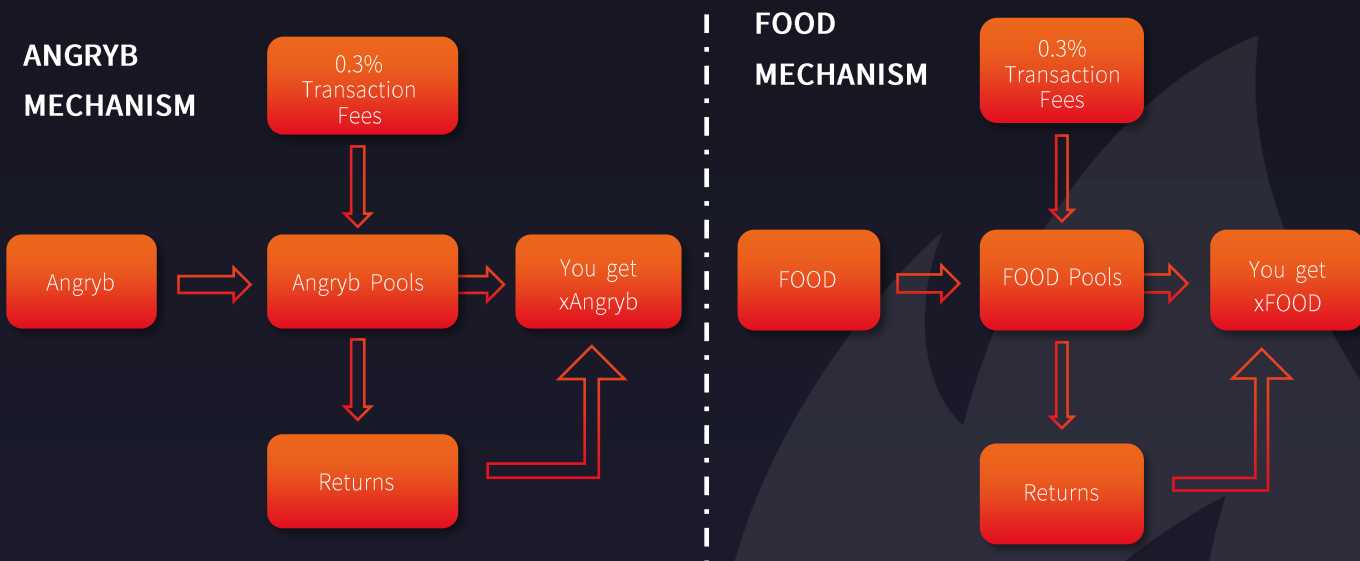 ANGRYB
MECHANISM
0.3%
Transaction
Fees
Angryb
Angryb Pools
You get
xAngryb
Returns
FOOD
MECHANISM
0.3%
Transaction
Fees
FOOD
FOOD Pools
You get
xFOOD
Returns